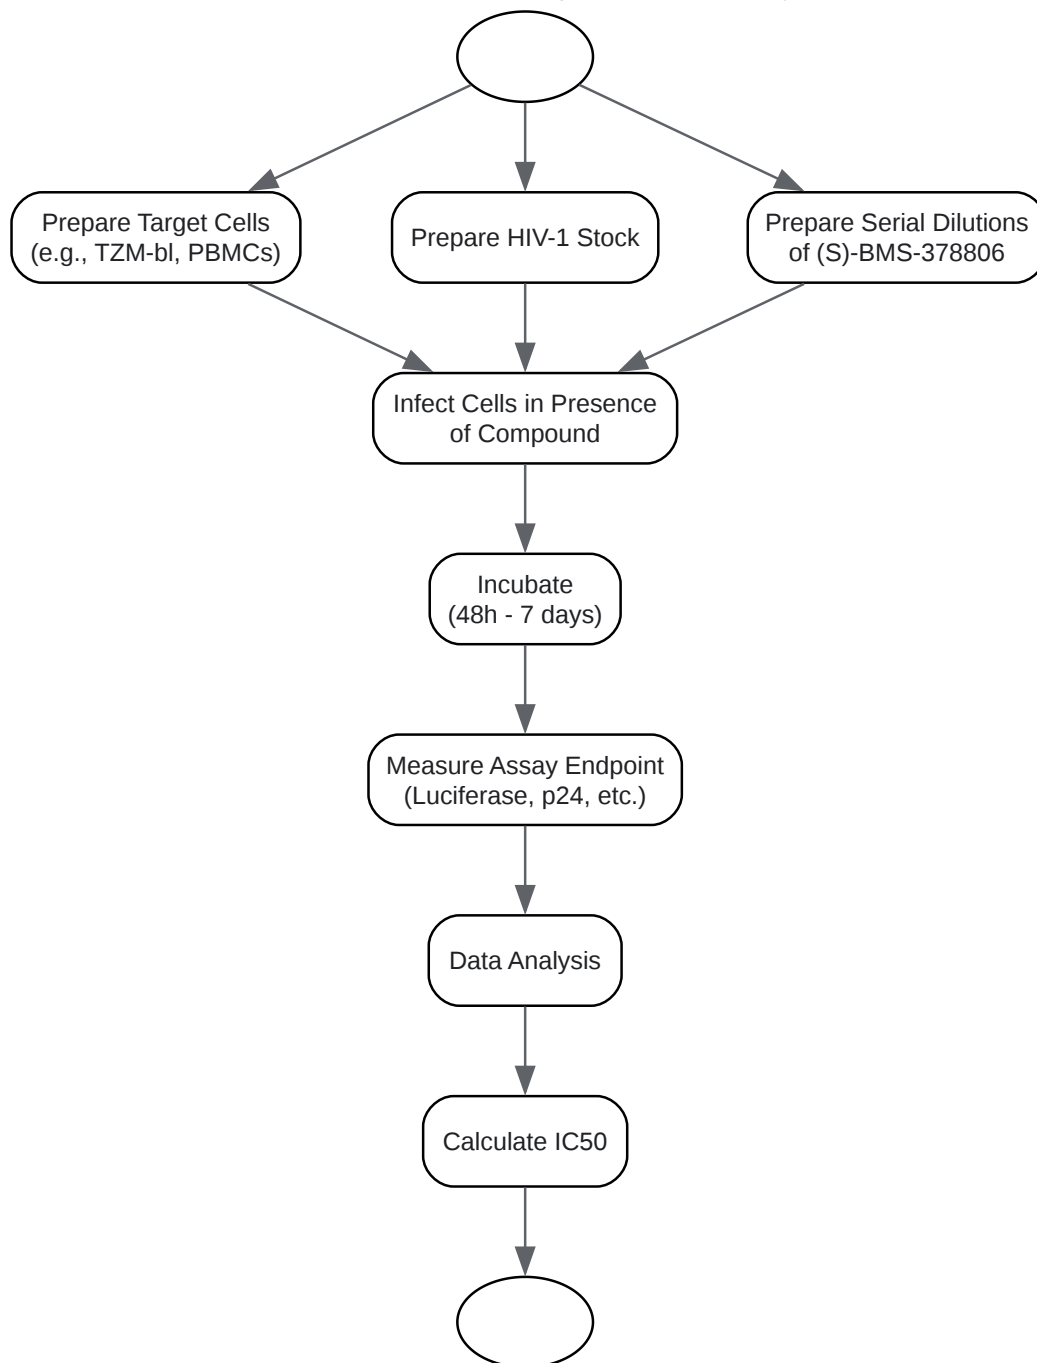 Prepare Target Cells
(e.g., TZM-bl, PBMCs)
Prepare HIV-1 Stock
Prepare Serial Dilutions
of (S)-BMS-378806
Infect Cells in Presence
of Compound
Incubate
(48h - 7 days)
Measure Assay Endpoint
(Luciferase, p24, etc.)
Data Analysis
Calculate IC50